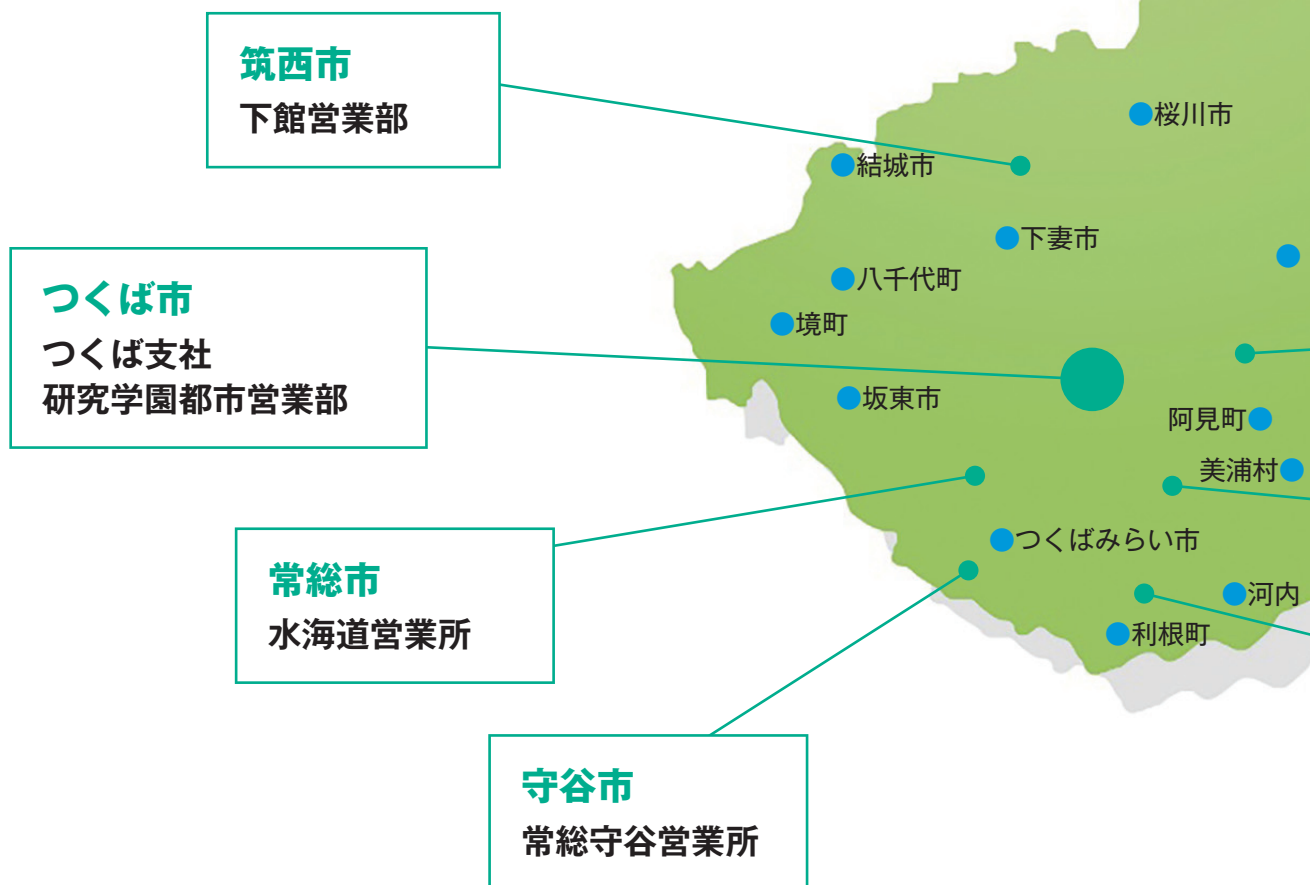 筑西市
下館営業部
桜川市
結城市
下妻市
八千代町
境町
つくば市
つくば支社
研究学園都市営業部
坂東市
阿見町
美浦村
つくばみらい市
常総市
水海道営業所
河内
利根町
守谷市
常総守谷営業所